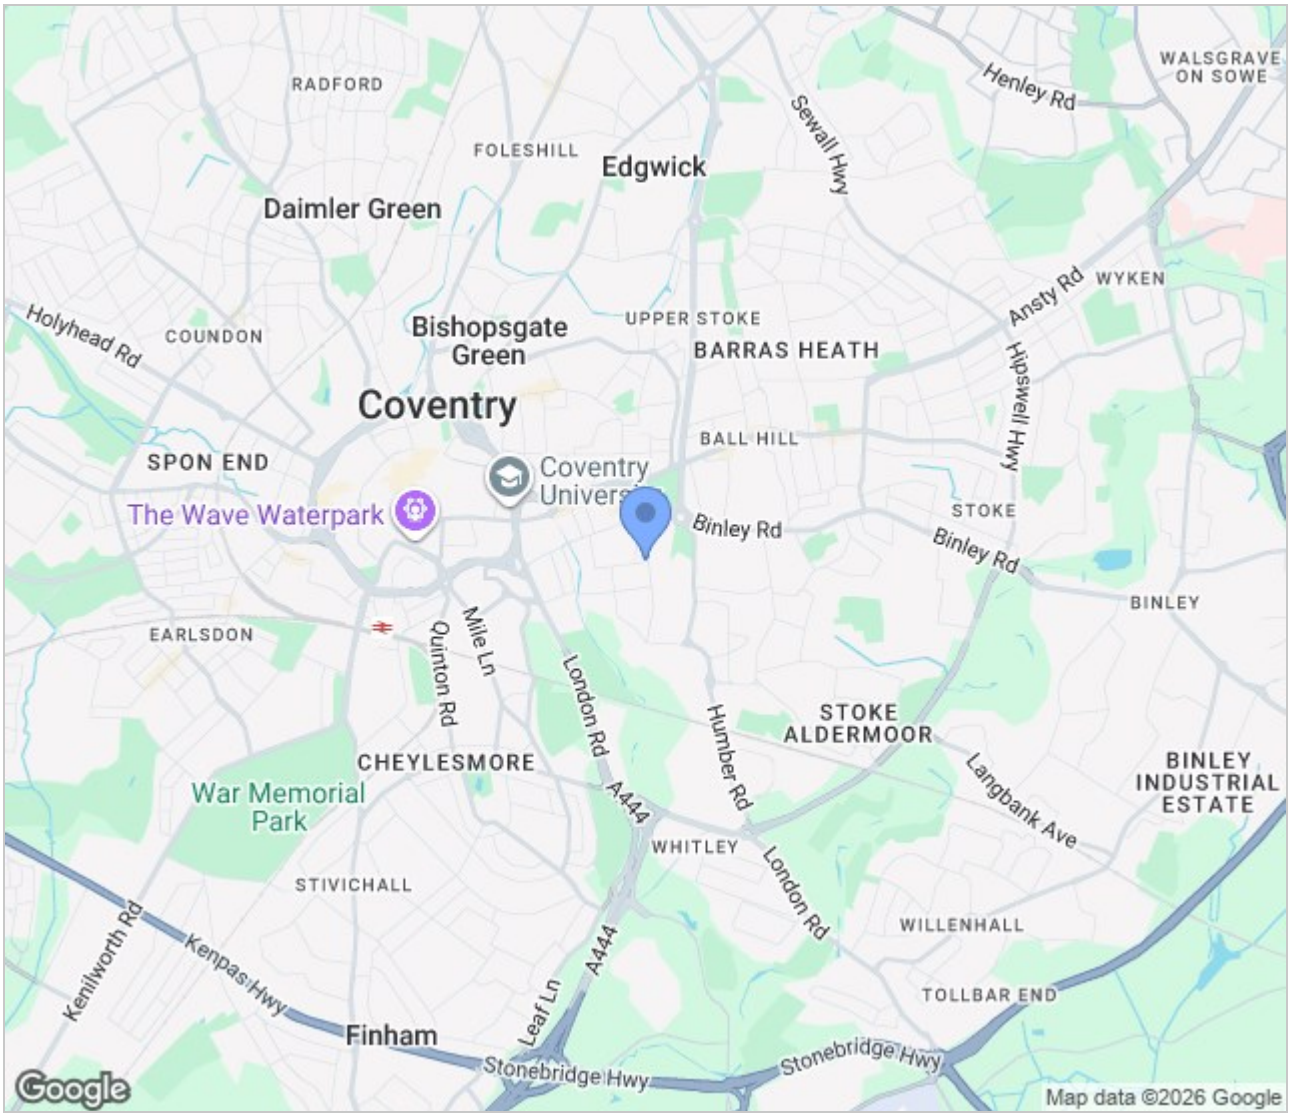 WALSGRAVE
ON SOWE
RADFORD
Henley Rd
Sewall Hwy
FOLESHILL
Edgwick
Daimler Green
WYKEN
Ansty Rd
Holyhead Rd
COUNDON
Bishopsgate
Green
UPPER STOKE
BARRAS HEATH
Hipswell Hwy
Coventry
BALL HILL
SPON END
Coventry
Universi
The Wave Waterpark
Binley Rd
STOKE
Binley Rd
BINLEY
EARLSDON
Mile Ln
Quinton Rd
London Rd
Humber Rd
STOKE
ALDERMOOR
CHEYLESMORE
Langbank Ave
BINLEY
INDUSTRIAL
ESTATE
War Memorial
Park
A444
WHITLEY
London Rd
STIVICHALL
Kenilworth Rd
Kenpas Hwy
A444
WILLENHALL
Leaf Ln
TOLLBAR END
Finham
Stonebridge Hwy
Stonebridge Hwy
Google
Map data ©2026 Google